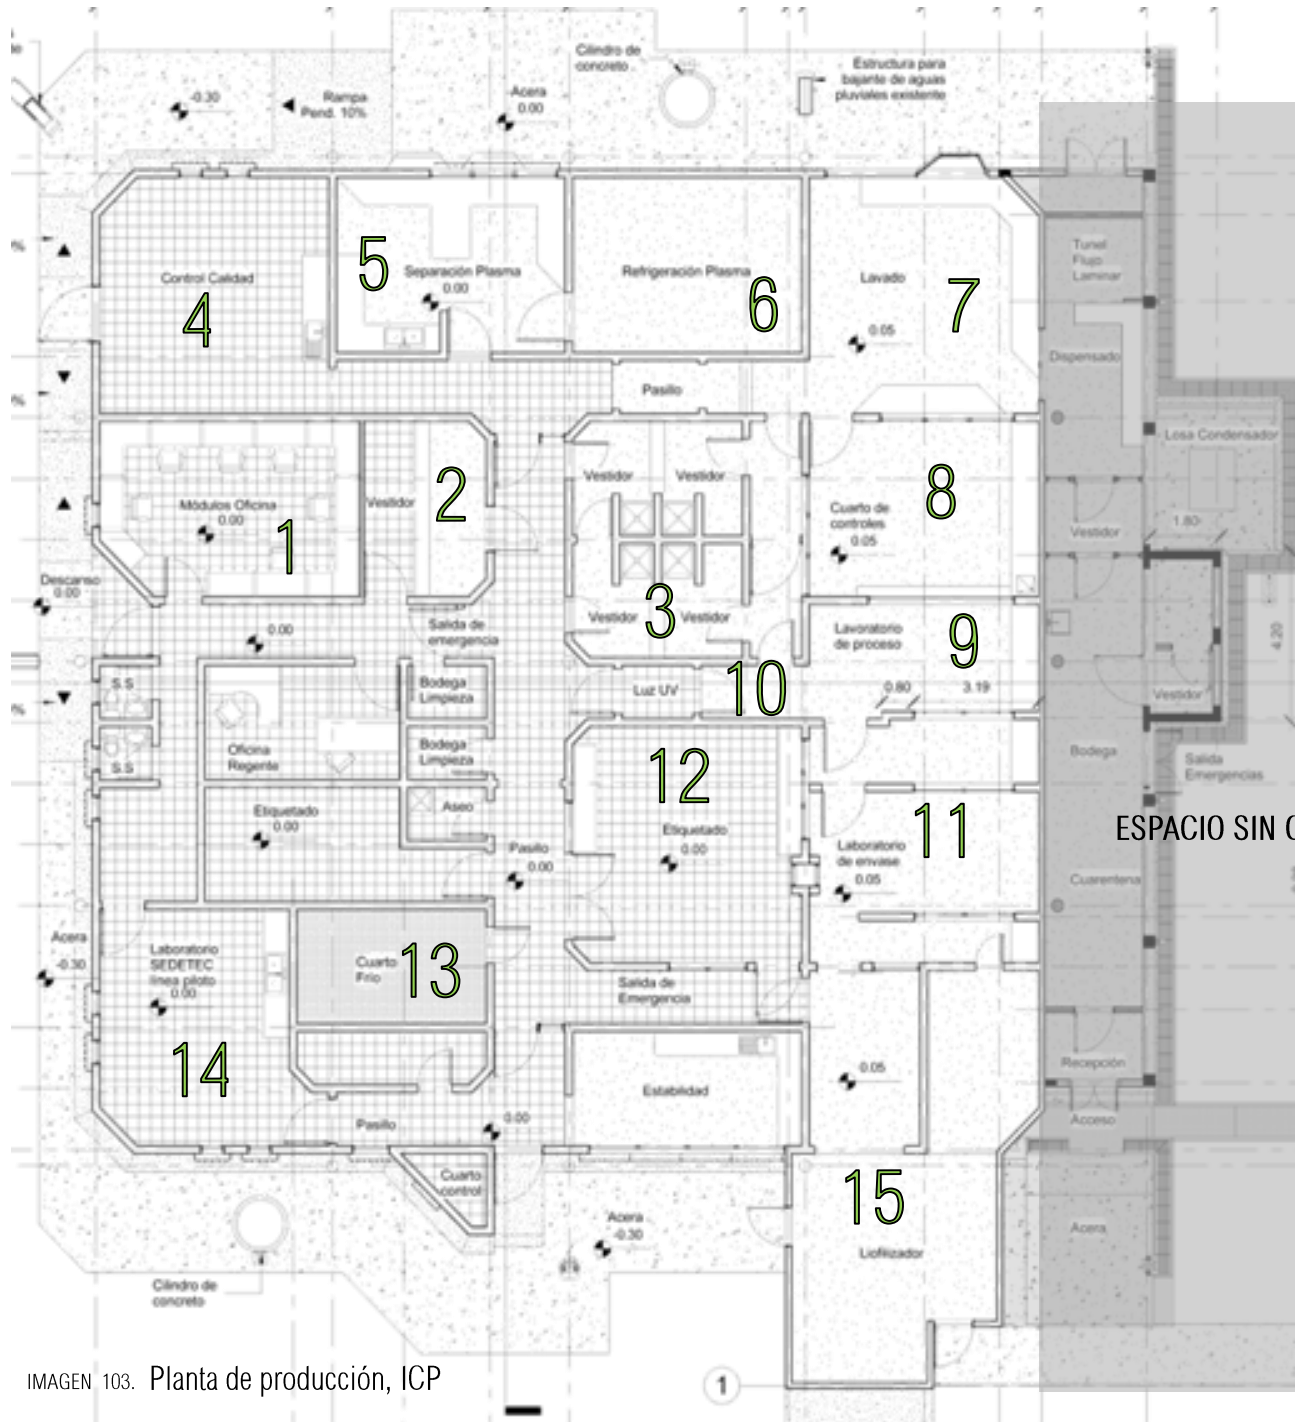 Cilindro de
concreto
Estructura para
bajante de aguas
pluviales existente
-0.30
Rampa
Pend. 10%
Acera
0.00
5
Tunel
Flujo
Laminar
Control Calidad
Separación Plasma
0.00
Refrigeración Plasma
Lavado
4
6
7
0.05
Dispensado
Pasillo
Losa Condensador
Vestidor
Vestidor
2
8
Módulos Oficina
0.00
Vestidor
Cuarto de
controles
0.05
1.80
Vestidor
1
Descanso
0.00
3
Vestidor
Vestidor
0.00
Salida de
emergencia
Lavoratorio
de proceso
9
4.20
S.S
Bodega
Limpieza
Luz UV
10
0.80
3.19
Vestidor
Oficina
Regente
Bodega
Limpieza
12
Bodega
Salida
Emergencias
S.S
Etiquetado
0.00
Aseo
Etiquetado
0.00
11
ESPACIO SIN
Pasillo
0.00
Laboratorio
de envase
0.05
Cuarentena
Acera
-0.30
Laboratorio
SEDETEC
línea piloto
0.00
Cuarto
Frio
13
Salida de
Emergencia
14
0.05
Recepción
Estabilidad
Pasillo
0.00
Acceso
Cuarto
control
15
Acera
-0.30
Acera
Liofilizador
Cilindro de
concreto
IMAGEN 103. Planta de producción, ICP
1